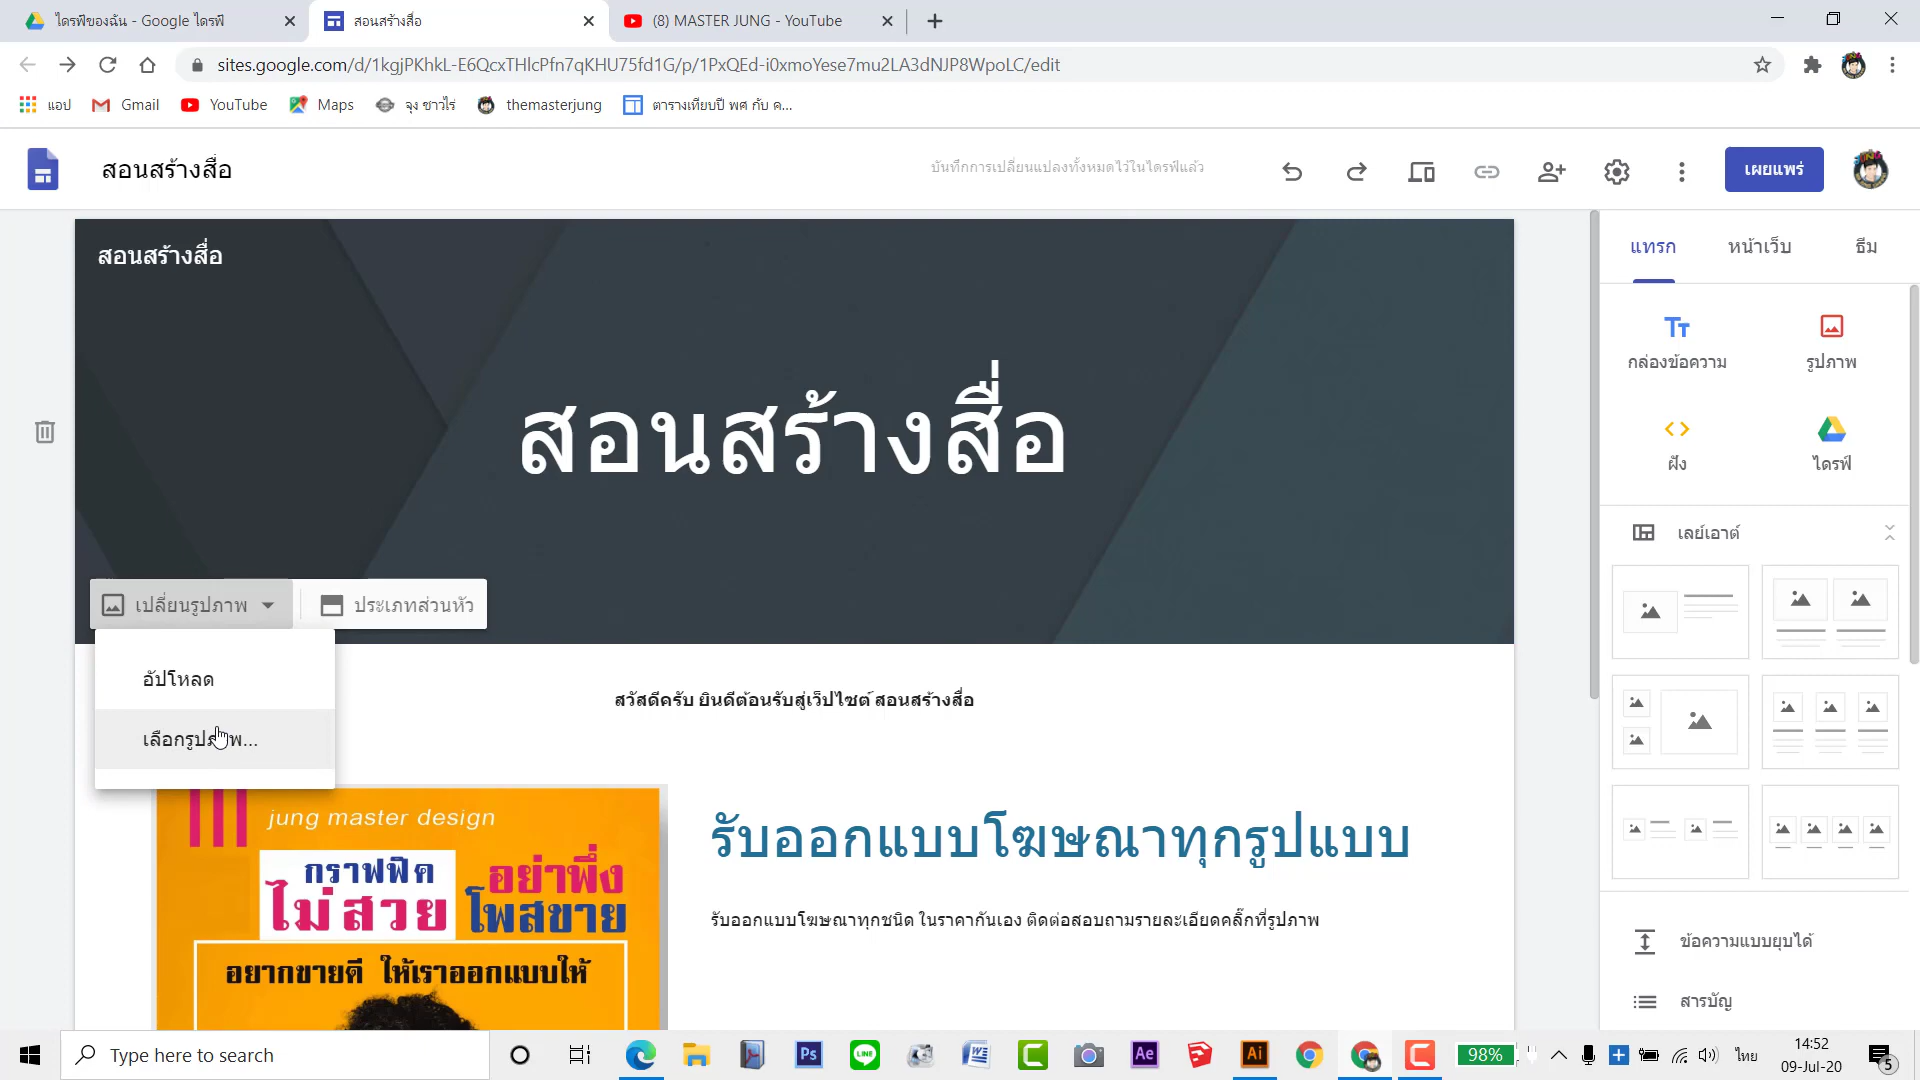 ไดรฟ์ของฉัน - Google ไดรฟ์
สอนสร้างสื่อ
(8) MASTER JUNG - YouTube
sites.google.com/d/1kgjPKhkL-E6QcxTHlcPfn7qKHU75fd1G/p/1PxQEd-i0xmoYese7mu2LA3dNJP8WpoLC/edit
แอป
Gmail
YouTube
Maps
จุง ชาวไร่
themasterjung
ตารางเทียบปี พศ กับ ค...
สอนสร้างสื่อ
บันทึกการเปลี่ยนแปลงทั้งหมดไว้ในไดรฟ์แล้ว
เผยแพร่
สอนสร้างสื่อ
แทรก
หน้าเว็บ
ธีม
สอนสร้างสื่อ
กล่องข้อความ
รูปภาพ
ฝัง
ไดรฟ์
เลย์เอาต์
เปลี่ยนรูปภาพ
ประเภทส่วนหัว
อัปโหลด
เลือกรูปภาพ...
สวัสดีครับ ยินดีต้อนรับสู่เว็ปไซต์ สอนสร้างสื่อ
jung master design
กราฟฟิค
ไม่สวย
อย่าพึ่ง
โพสขาย
อยากขายดี ให้เราออกแบบให้
รับออกแบบโฆษณาทุกรูปแบบ
รับออกแบบโฆษณาทุกชนิด ในราคากันเอง ติดต่อสอบถามรายละเอียดคลิ๊กที่รูปภาพ
ข้อความแบบยุบได้
สารบัญ
Type here to search
98%
ไทย
14:52
09-Jul-20
5